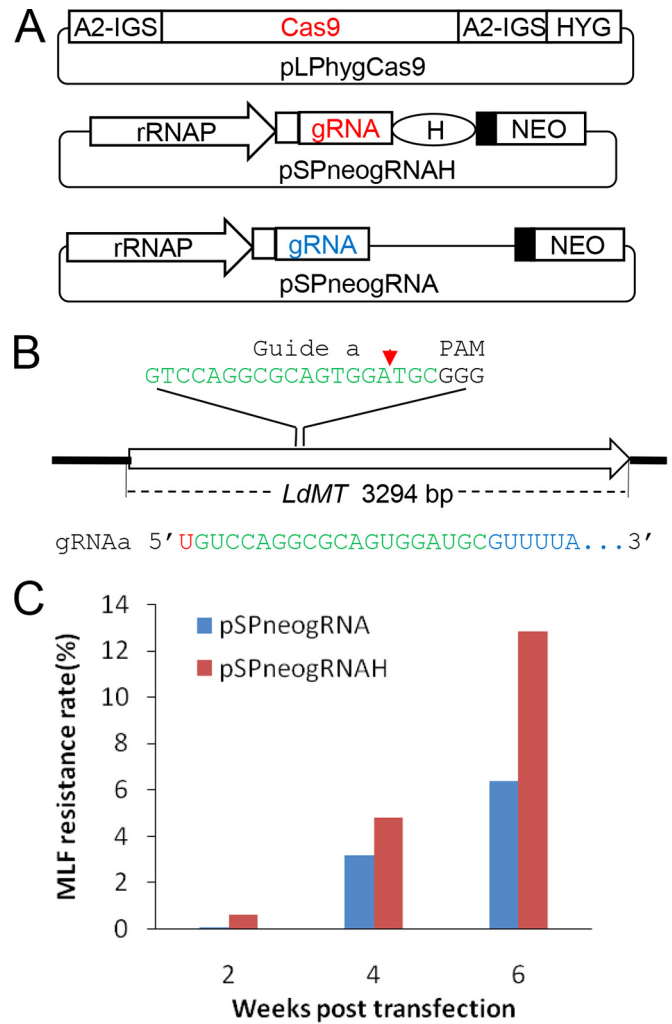 A
A2-IGS Cas9 A2-IGS HYG
pLPhygCas9
rRNAP gRNA H NEO
pSPneogRNAH
rRNAP gRNA NEO
pSPneogRNA
B
Guide a PAM
GTCCAGGCGCAGTGGATGCGGG
LdMT 3294 bp
gRNAa 5’UGUCCAGGCGCAGUGGAUGCGUUUUA...3’
C
14
12
10
8
6
4
2
0
MLF resistance rate(%)
pSPneogRNA
pSPneogRNAH
2 4 6
Weeks post transfection